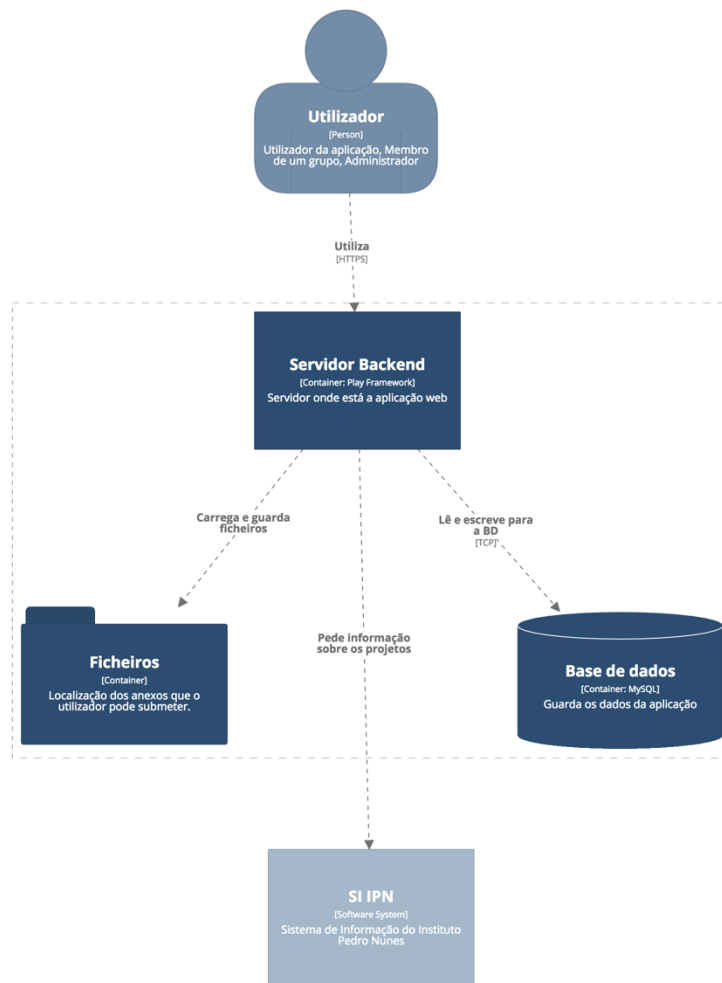 Utilizador
[Person]
Utilizador da aplicação, Membro
de um grupo, Administrador
Utiliza
[HTTPS]
Servidor Backend
[Container: Play Framework]
Servidor onde está a aplicação web
Carrega e guarda
ficheiros
Lê e escreve para
a BD
[TCP]
Pede informação
sobre os projetos
Ficheiros
[Container]
Localização dos anexos que o
utilizador pode submeter.
Base de dados
[Container: MySQL]
Guarda os dados da aplicação
SI IPN
[Software System]
Sistema de Informação do Instituto
Pedro Nunes